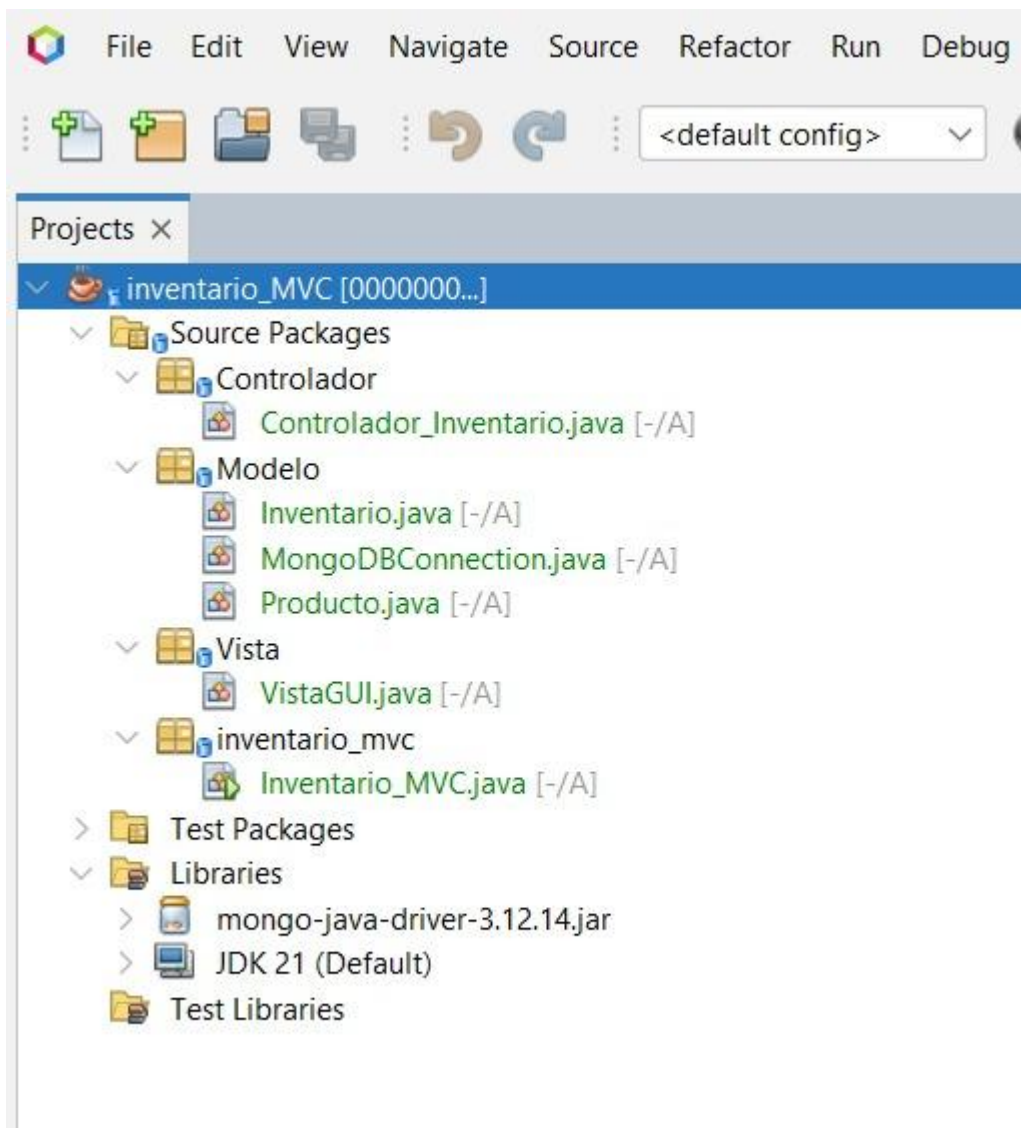 File Edit View Navigate Source Refactor Run Debug
<default config>
Projects
inventario_MVC [0000000...]
Source Packages
Controlador
Controlador_Inventario.java [-/A]
Modelo
Inventario.java [-/A]
MongoDBConnection.java [-/A]
Producto.java [-/A]
Vista
VistaGUI.java [-/A]
inventario_mvc
Inventario_MVC.java [-/A]
Test Packages
Libraries
mongo-java-driver-3.12.14.jar
JDK 21 (Default)
Test Libraries